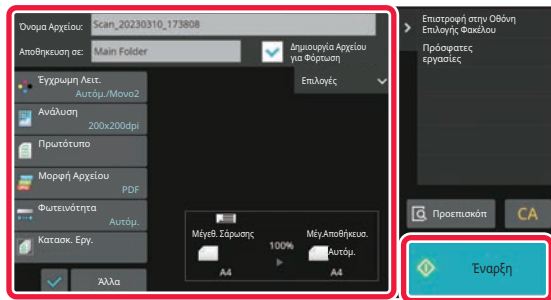 Όνομα Αρχείου:
Scan_20230310_173808
Αποθηκευση σε:
Main Folder
Δημιουργία Αρχείου
για Φόρτωση
Έγχρωμη Λειτ.
Αυτόμ./Μονο2
Επιλογές
Ανάλυση
200x200dpi
Πρωτότυπο
Μορφή Αρχείου
PDF
Φωτεινότητα
Αυτόμ.
Κατασκ. Εργ.
Άλλα
Μέγεθ. Σάρωσης
Μέγ.Αποθήκευσ.
100%
Αυτόμ.
A4
A4
Επιστροφή στην Οθόνη
Επιλογής Φακέλου
Πρόσφατες
εργασίες
Προεπισκόπ
CA
Έναρξη